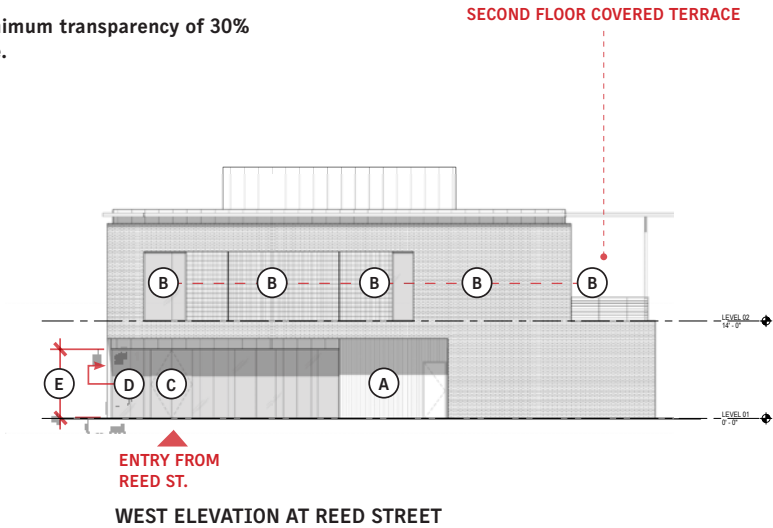 nimum transparency of 30%
.
SECOND FLOOR COVERED TERRACE
B B B B B
LEVEL 02
14' - 0"
E D C A
LEVEL 01
0' - 0"
ENTRY FROM
REED ST.
WEST ELEVATION AT REED STREET